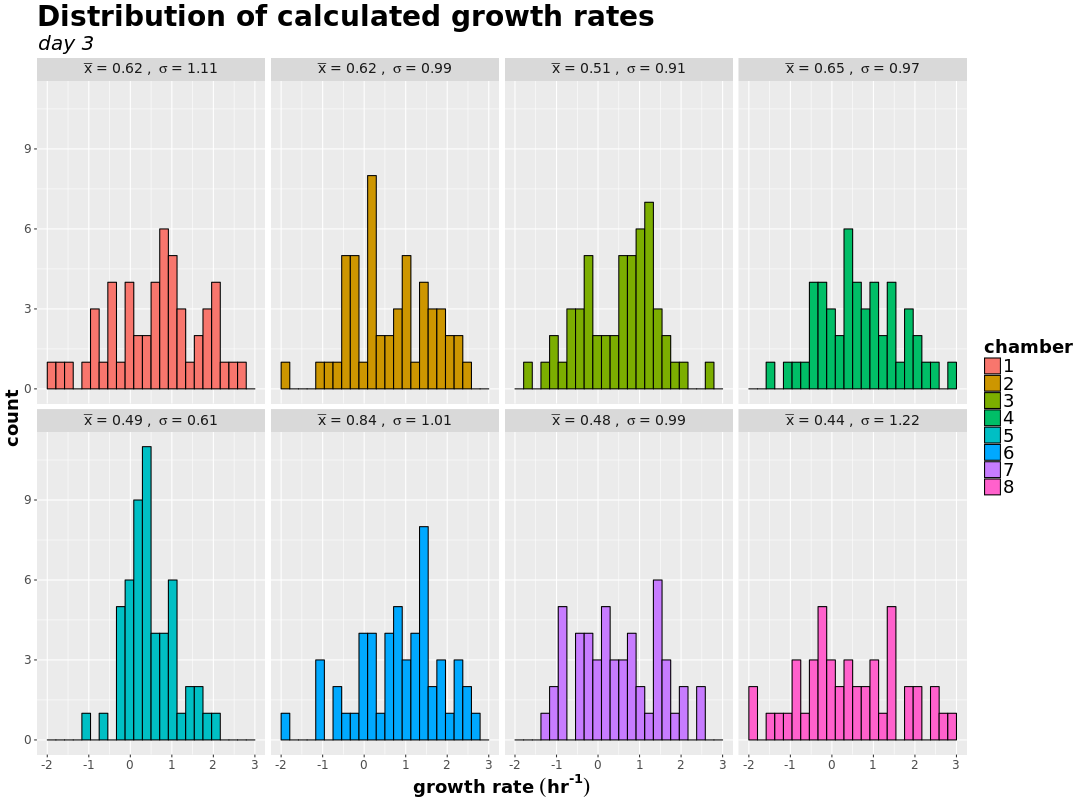 Distribution of calculated growth rates
day 3
x̅ = 0.62 , σ = 1.11
x̅ = 0.62 , σ = 0.99
x̅ = 0.51 , σ = 0.91
x̅ = 0.65 , σ = 0.97
9
6
3
0
x̅ = 0.49 , σ = 0.61
x̅ = 0.84 , σ = 1.01
x̅ = 0.48 , σ = 0.99
x̅ = 0.44 , σ = 1.22
9
6
3
0
-2 -1 0 1 2 3
-2 -1 0 1 2 3
-2 -1 0 1 2 3
-2 -1 0 1 2 3
count
growth rate (hr⁻¹)
chamber
1
2
3
4
5
6
7
8